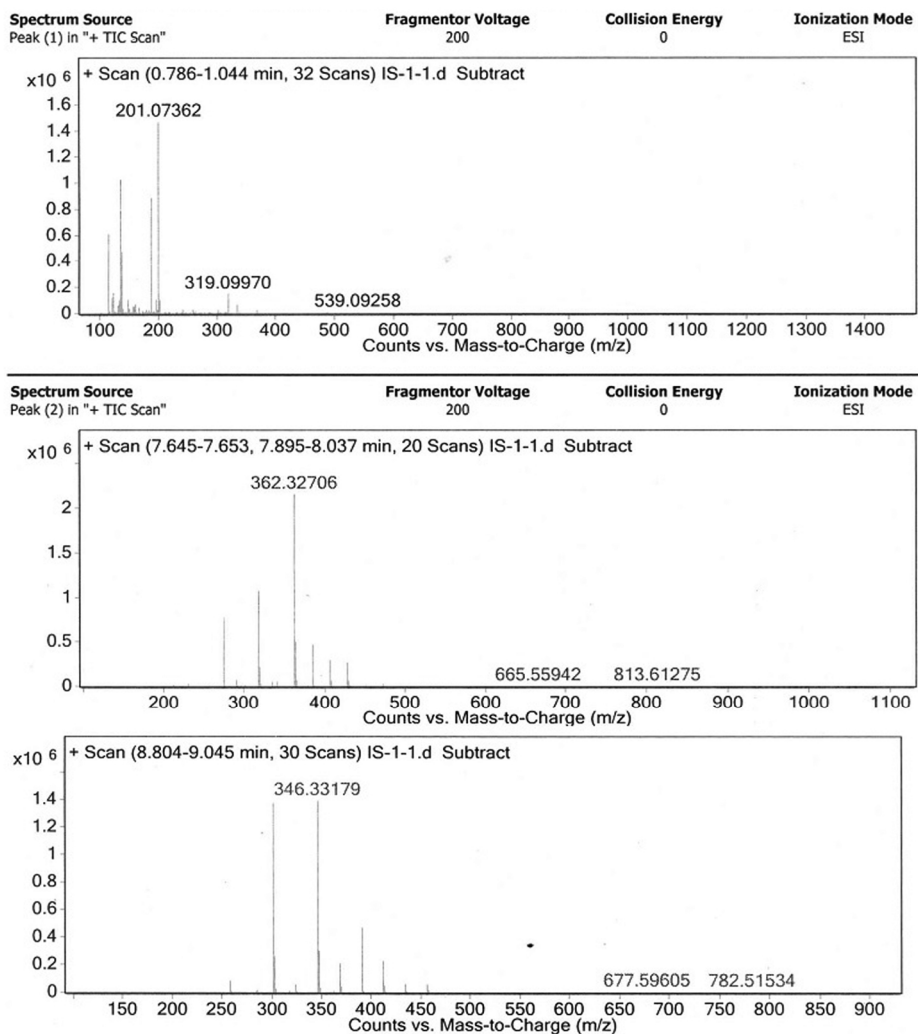 Spectrum Source Fragmentor Voltage Collision Energy Ionization Mode
Peak (1) in "+ TIC Scan" 200 0 ESI
x10 6 + Scan (0.786-1.044 min, 32 Scans) IS-1-1.d Subtract
1.6
201.07362
1.4
1.2
1
0.8
0.6
0.4
319.09970
0.2
539.09258
0
100 200 300 400 500 600 700 800 900 1000 1100 1200 1300 1400
Counts vs. Mass-to-Charge (m/z)
Spectrum Source Fragmentor Voltage Collision Energy Ionization Mode
Peak (2) in "+ TIC Scan" 200 0 ESI
x10 6 + Scan (7.645-7.653, 7.895-8.037 min, 20 Scans) IS-1-1.d Subtract
362.32706
2
1.5
1
0.5
665.55942 813.61275
0
200 300 400 500 600 700 800 900 1000 1100
Counts vs. Mass-to-Charge (m/z)
x10 6 + Scan (8.804-9.045 min, 30 Scans) IS-1-1.d Subtract
346.33179
1.4
1.2
1
0.8
0.6
0.4
0.2
677.59605 782.51534
0
150 200 250 300 350 400 450 500 550 600 650 700 750 800 850 900
Counts vs. Mass-to-Charge (m/z)